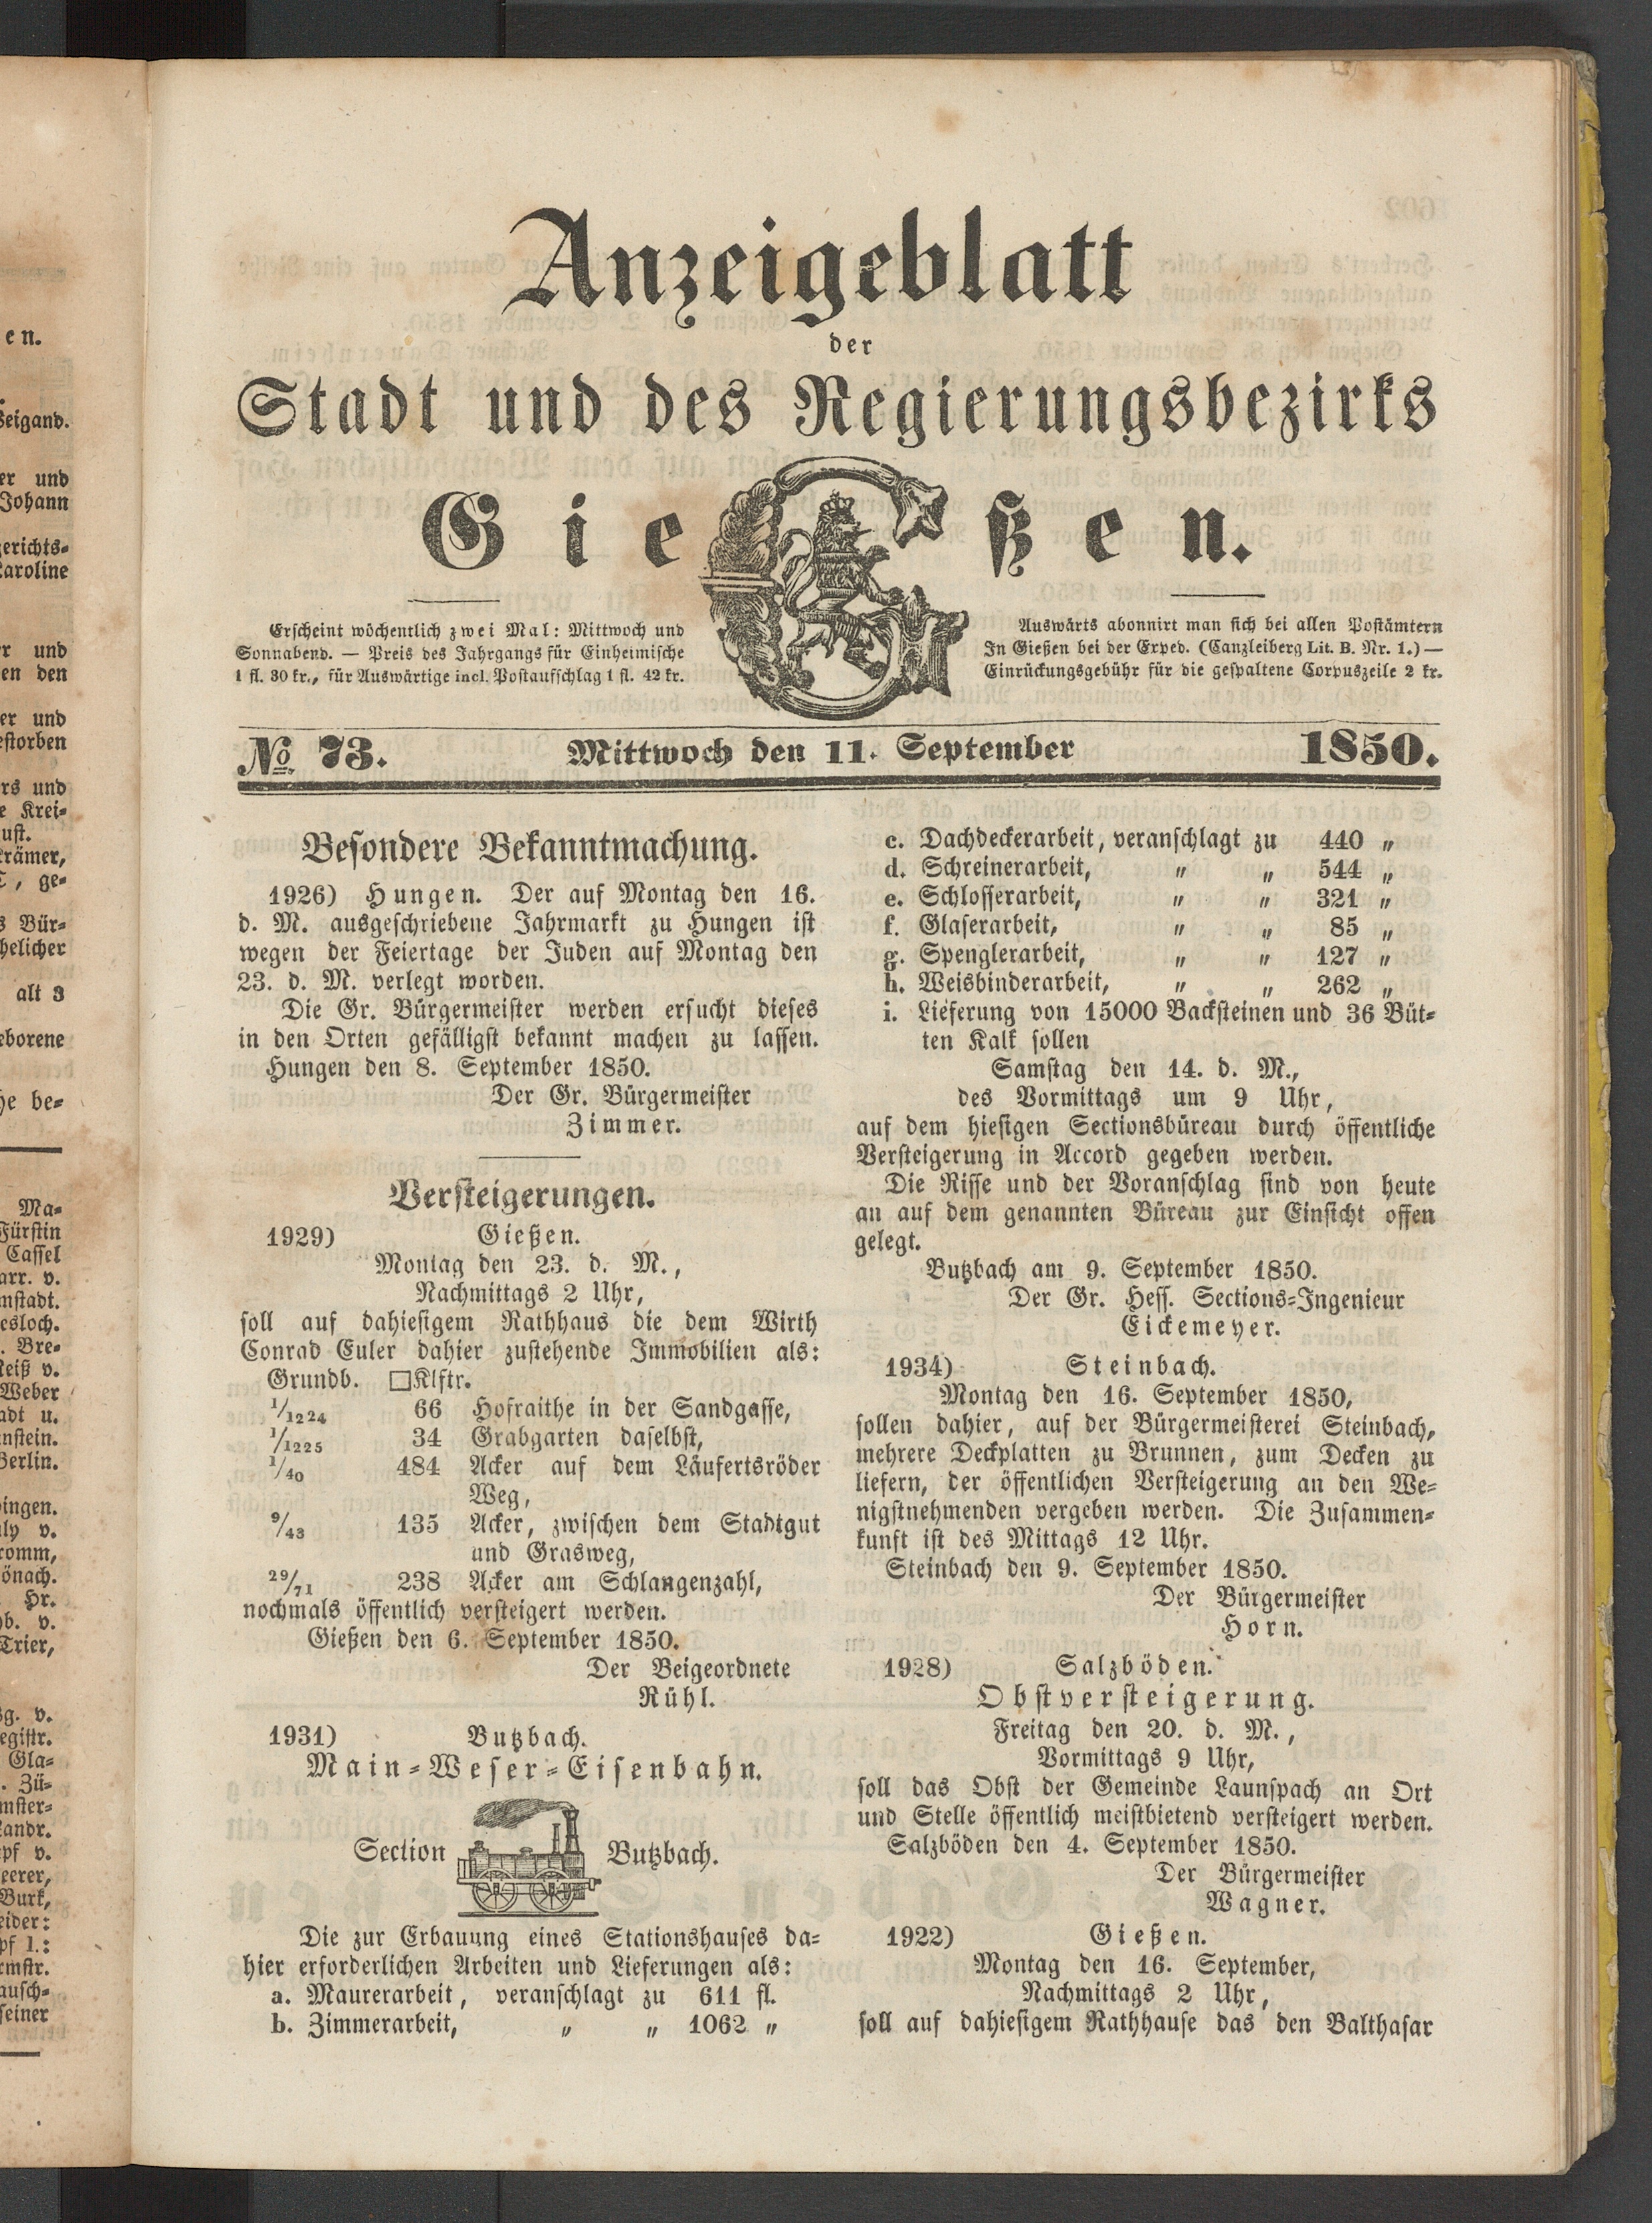 Anzeigeblatt
der
Stadt und des Regierungsbezirks
Gießen.
Erscheint wöchentlich zwei Mal: Mittwoch und
Sonnabend. — Preis des Jahrgangs für Einheimische
1 fl. 30 kr., für Auswärtige incl. Postaufschlag 1 fl. 42 kr.
Auswärts abonnirt man sich bei allen Postämtern
In Gießen bei der Exped. (Canzleiberg Lit. B. Nr. 1.) —
Einrückungsgebühr für die gespaltene Corpuszeile 2 kr.
No 73. Mittwoch den 11. September 1850.
Besondere Bekanntmachung.
1926) Hungen. Der auf Montag den 16.
d. M. ausgeschriebene Jahrmarkt zu Hungen ist
wegen der Feiertage der Juden auf Montag den
23. d. M. verlegt worden.
Die Gr. Bürgermeister werden ersucht dieses
in den Orten gefälligst bekannt machen zu lassen.
Hungen den 8. September 1850.
Der Gr. Bürgermeister
Zimmer.
Versteigerungen.
1929) Gießen.
Montag den 23. d. M.,
Nachmittags 2 Uhr,
soll auf dahiesigem Rathhaus die dem Wirth
Conrad Euler dahier zustehende Immobilien als:
Grundb. □Klftr.
1/1224 66 Hofraithe in der Sandgasse,
1/1225 34 Grabgarten daselbst,
1/40 484 Acker auf dem Läufertsröder
Weg,
9/43 135 Acker, zwischen dem Stadtgut
und Grasweg,
29/71 238 Acker am Schlangenzahl,
nochmals öffentlich versteigert werden.
Gießen den 6. September 1850.
Der Beigeordnete
Rühl.
1931) Butzbach.
Main-Weser-Eisenbahn.
Section Butzbach.
Die zur Erbauung eines Stationshauses da-
hier erforderlichen Arbeiten und Lieferungen als:
a. Maurerarbeit, veranschlagt zu 611 fl.
b. Zimmerarbeit, " " 1062 "
c. Dachdeckerarbeit, veranschlagt zu 440 "
d. Schreinerarbeit, " " 544 "
e. Schlosserarbeit, " " 321 "
f. Glaserarbeit, " " 85 "
g. Spenglerarbeit, " " 127 "
h. Weisbinderarbeit, " " 262 "
i. Lieferung von 15000 Backsteinen und 36 Büt-
ten Kalk sollen
Samstag den 14. d. M.,
des Vormittags um 9 Uhr,
auf dem hiesigen Sectionsbüreau durch öffentliche
Versteigerung in Accord gegeben werden.
Die Risse und der Voranschlag sind von heute
an auf dem genannten Büreau zur Einsicht offen
gelegt.
Butzbach am 9. September 1850.
Der Gr. Hess. Sections-Ingenieur
Eickemeyer.
1934) Steinbach.
Montag den 16. September 1850,
sollen dahier, auf der Bürgermeisterei Steinbach,
mehrere Deckplatten zu Brunnen, zum Decken zu
liefern, der öffentlichen Versteigerung an den We-
nigstnehmenden vergeben werden. Die Zusammen-
kunft ist des Mittags 12 Uhr.
Steinbach den 9. September 1850.
Der Bürgermeister
Horn.
1928) Salzböden.
Obstversteigerung.
Freitag den 20. d. M.,
Vormittags 9 Uhr,
soll das Obst der Gemeinde Launspach an Ort
und Stelle öffentlich meistbietend versteigert werden.
Salzböden den 4. September 1850.
Der Bürgermeister
Wagner.
1922) Gießen.
Montag den 16. September,
Nachmittags 2 Uhr,
soll auf dahiesigem Rathhause das den Balthasar